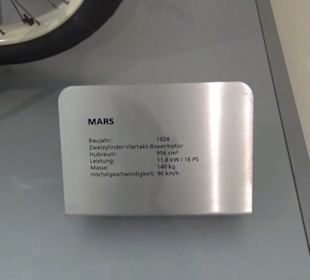 MARS
Baujahr: 1924
Zweizylinder-Viertakt-Boxermotor
Hubraum: 956 cm³
Leistung: 11,8 kW / 16 PS
Masse: 140 kg
Höchstgeschwindigkeit: 90 km/h